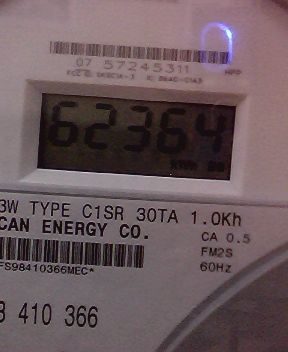 07 57245311
62364
kWh
3W TYPE C1SR 30TA 1.0Kh
CAN ENERGY CO.
CA 0.5
FM2S
60Hz
FS98410366MEC*
8 410 366